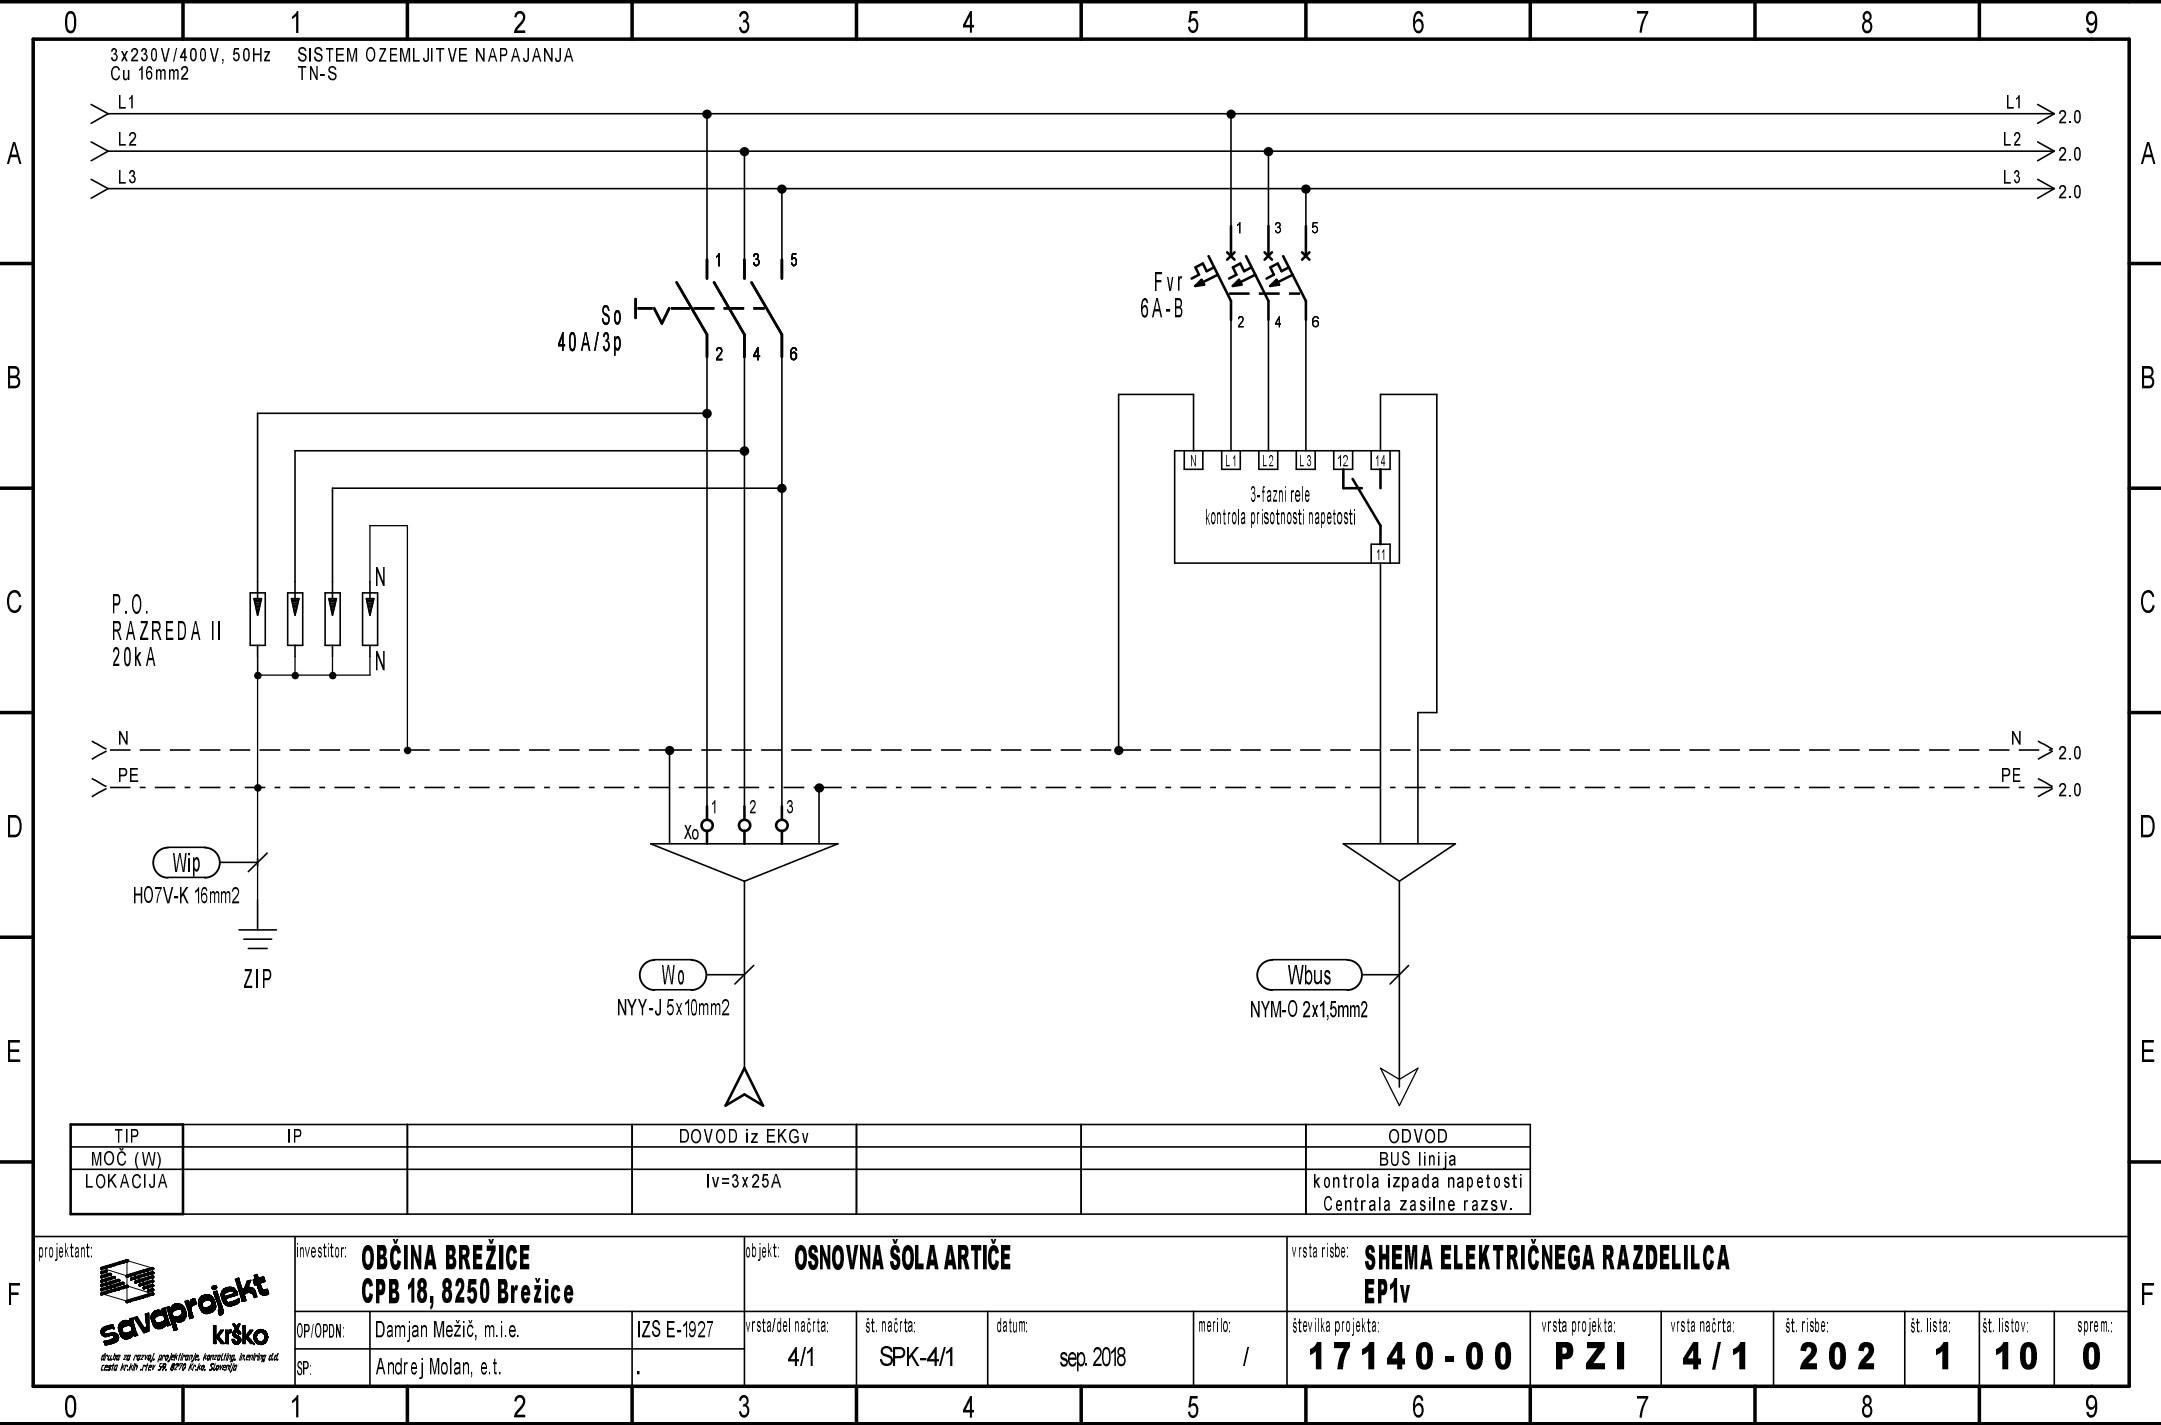 0 1 2 3 4 5 6 7 8 9
3x230V/400V, 50Hz SISTEM OZEMLJITVE NAPAJANJA
Cu 16mm2 TN-S
L1 L1 2.0
L2 L2 2.0
A A
L3 L3 2.0
1 3 5
1 3 5
Fvr
6A-B
So
40A/3p
2 4 6
2 4 6
B B
N L1 L2 L3 12 14
3-fazni rele
kontrola prisotnosti napetosti
11
N
C C
P.O.
RAZREDA II
20kA
N
N N 2.0
PE PE 2.0
1 2 3
Xo
D D
Wip
HO7V-K 16mm2
ZIP
Wo
NYY-J 5x10mm2
Wbus
NYM-O 2x1,5mm2
E E
TIP IP DOVOD iz EKGv ODVOD
MOČ (W) BUS linija
LOKACIJA Iv=3x25A kontrola izpada napetosti
Centrala zasilne razsv.
projektant:
savaprojekt
krško
investitor: OBČINA BREŽICE
CPB 18, 8250 Brežice
objekt: OSNOVNA ŠOLA ARTIČE
vrsta risbe: SHEMA ELEKTRIČNEGA RAZDELILCA
EP1v
F F
OP/OPDN: Damjan Mežič, m.i.e. IZS E-1927
SP: Andrej Molan, e.t. .
vrsta/del načrta: 4/1
št. načrta: SPK-4/1
datum: sep. 2018
merilo: /
številka projekta: 17140-00
vrsta projekta: PZI
vrsta načrta: 4/1
št. risbe: 202
št. lista: 1
št. listov: 10
sprem.: 0
0 1 2 3 4 5 6 7 8 9